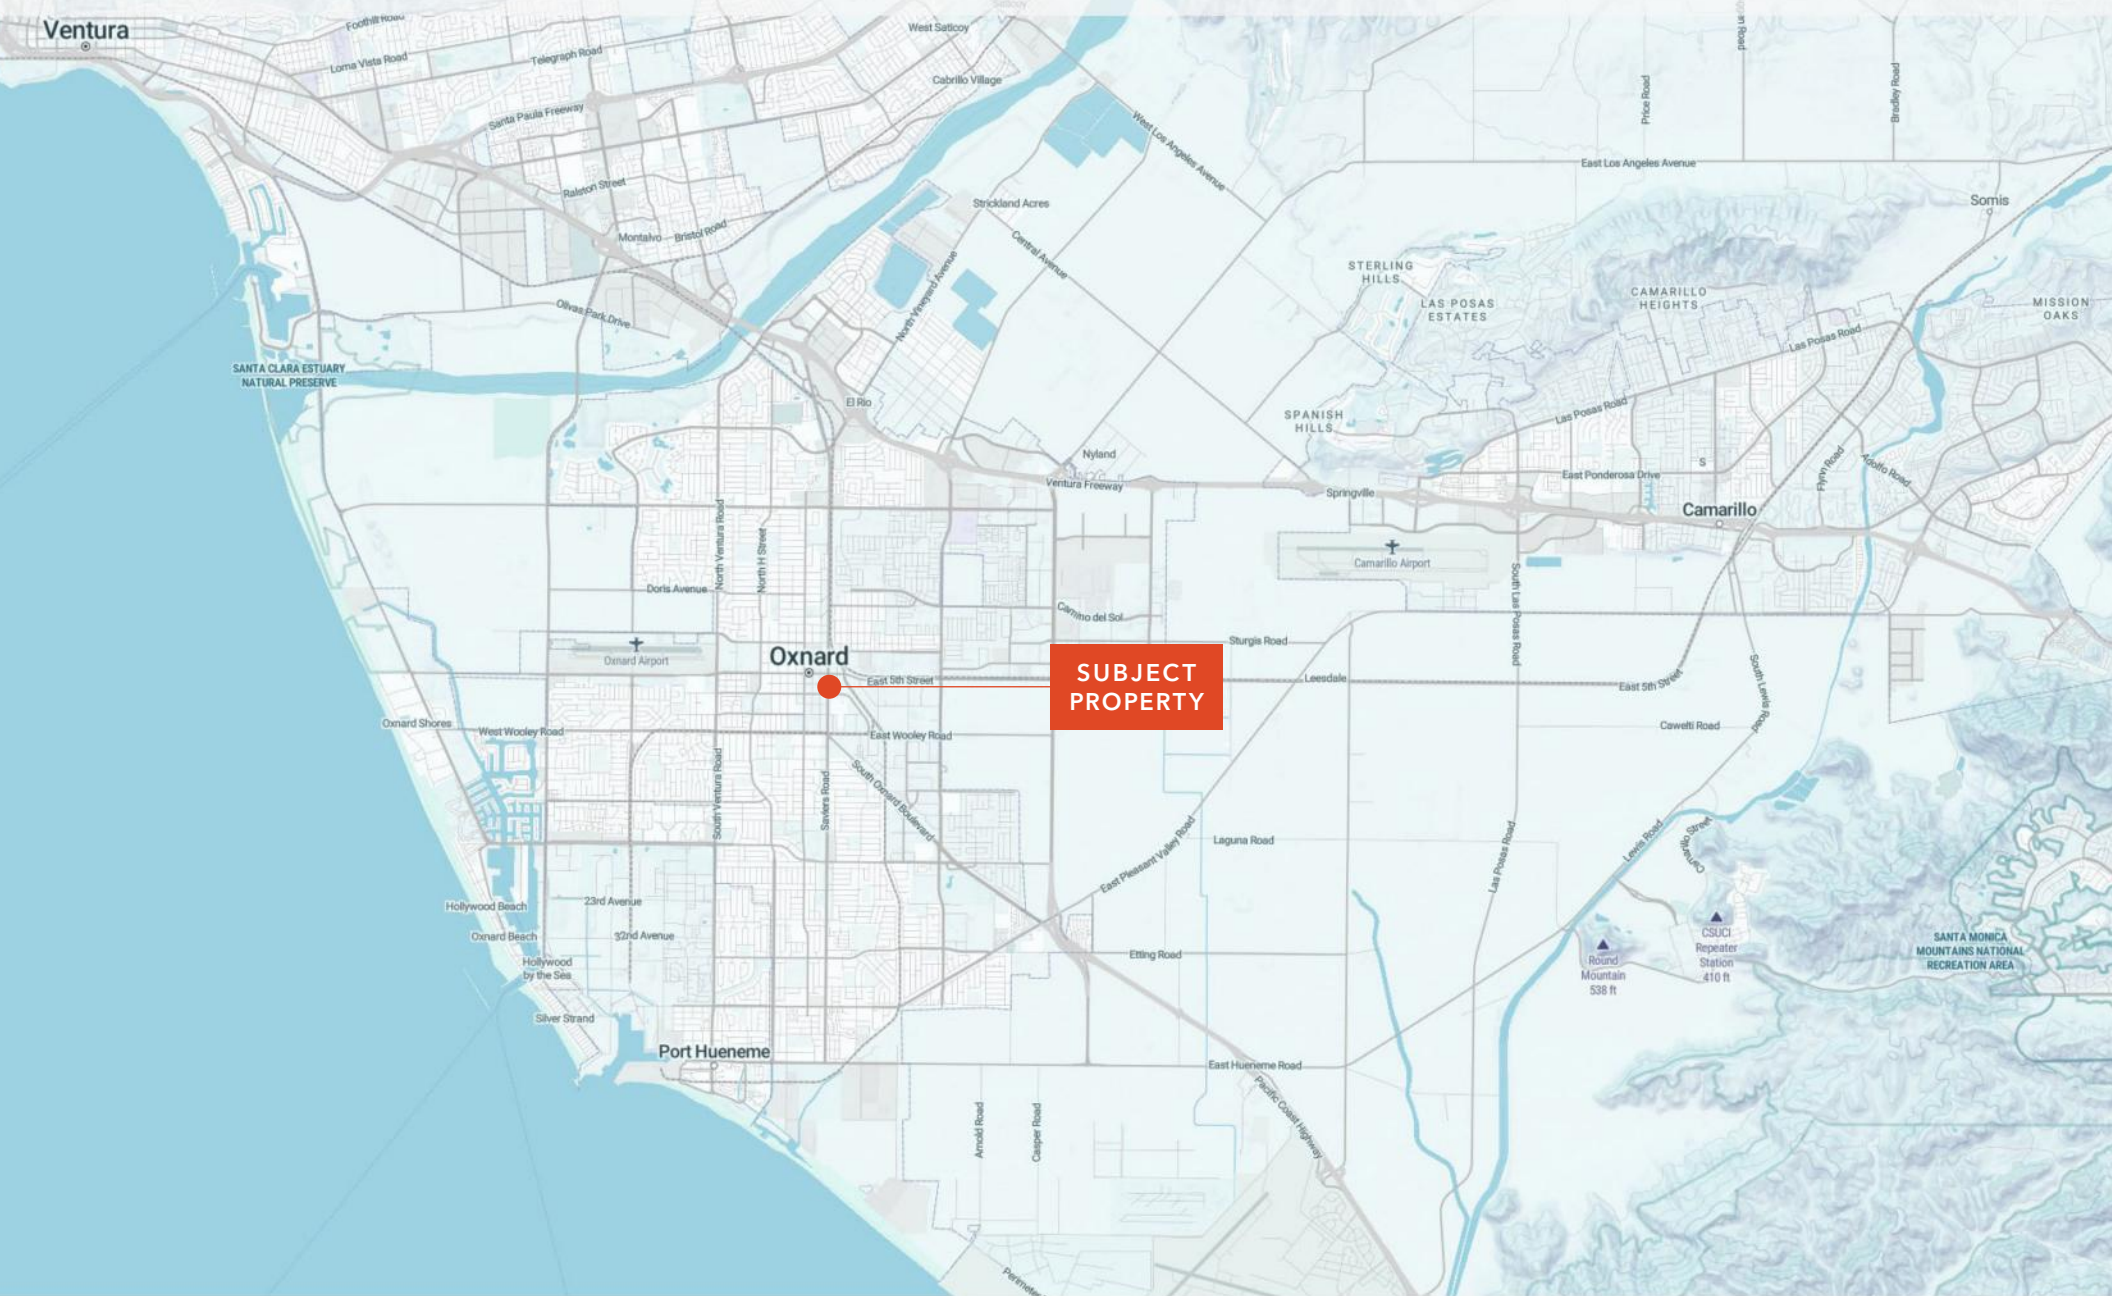 Ventura
Foothill Road
Loma Vista Road
Telegraph Road
West Saticoy
Saticoy
Cabrillo Village
Santa Paula Freeway
West Los Angeles Avenue
Price Road
Bradley Road
East Los Angeles Avenue
Ralston Street
Strickland Acres
Somis
Montalvo
Bristol Road
Central Avenue
North Vineyard Avenue
STERLING
HILLS
LAS POSAS
ESTATES
CAMARILLO
HEIGHTS
MISSION
OAKS
Olivas Park Drive
Las Posas Road
SANTA CLARA ESTUARY
NATURAL PRESERVE
El Rio
SPANISH
HILLS
Las Posas Road
Nyland
Ventura Freeway
Springville
East Ponderosa Drive
S
Flynn Road
Adolfo Road
Camarillo
North Ventura Road
North H Street
Camarillo Airport
South Las Posas Road
Doris Avenue
Camino del Sol
Sturgis Road
Oxnard Airport
Oxnard
East 5th Street
SUBJECT
PROPERTY
Leesdale
East 5th Street
South Lewis Road
Oxnard Shores
West Wooley Road
East Wooley Road
Cawelti Road
South Ventura Road
Saviers Road
South Oxnard Boulevard
East Pleasant Valley Road
Laguna Road
Las Posas Road
Lewis Road
Camarillo Street
Hollywood Beach
23rd Avenue
Oxnard Beach
32nd Avenue
Hollywood
by the Sea
Etting Road
Round
Mountain
538 ft
CSUCI
Repeater
Station
410 ft
SANTA MONICA
MOUNTAINS NATIONAL
RECREATION AREA
Silver Strand
Port Hueneme
East Hueneme Road
Pacific Coast Highway
Arnold Road
Casper Road